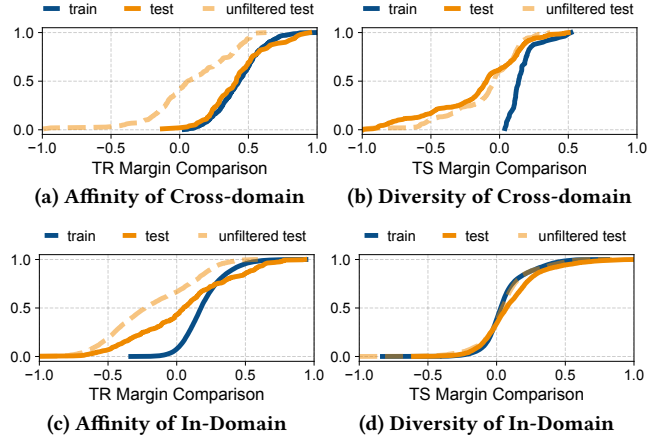 train test unfiltered test
1.0
0.5
0.0
−1.0 −0.5 0.0 0.5 1.0
TR Margin Comparison
(a) Affinity of Cross-domain
train test unfiltered test
1.0
0.5
0.0
−1.0 −0.5 0.0 0.5 1.0
TS Margin Comparison
(b) Diversity of Cross-domain
train test unfiltered test
1.0
0.5
0.0
−1.0 −0.5 0.0 0.5 1.0
TR Margin Comparison
(c) Affinity of In-Domain
train test unfiltered test
1.0
0.5
0.0
−1.0 −0.5 0.0 0.5 1.0
TS Margin Comparison
(d) Diversity of In-Domain